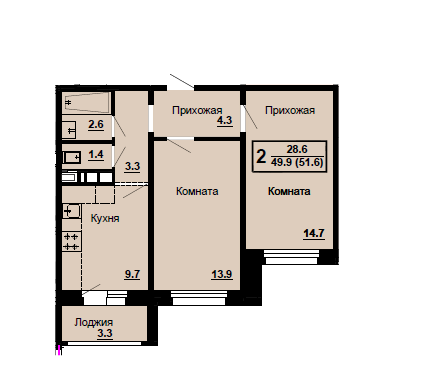 Прихожая
4.3
Прихожая
2.6
1.4
3.3
2
28.6
49.9 (51.6)
Комната
Комната
Кухня
14.7
9.7
13.9
Лоджия
3.3